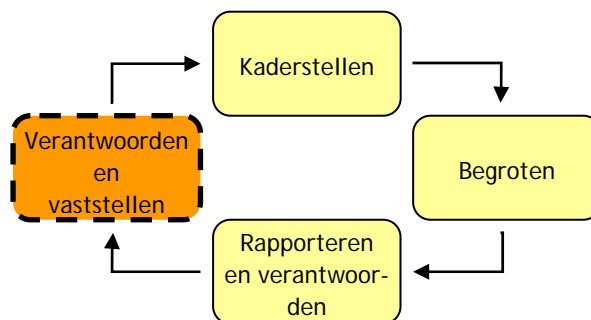 Kaderstellen
Verantwoorden
en
vaststellen
Begroten
Rapporteren
en verantwoor-
den